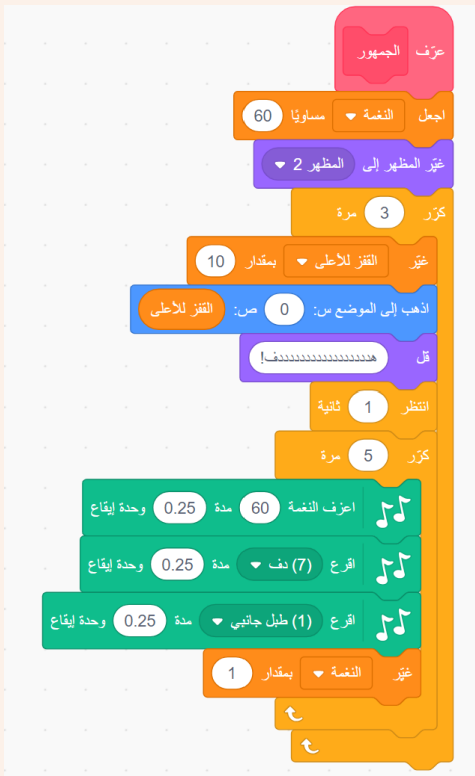 عرّف الجمهور
اجعل النغمة مساويًا 60
غيّر المظهر إلى المظهر 2
كرّر 3 مرة
غيّر القفز للأعلى بمقدار 10
اذهب إلى الموضع س: 0 ص: القفز للأعلى
قل هدددددددددددددددددف!
انتظر 1 ثانية
كرّر 5 مرة
اعزف النغمة 60 مدة 0.25 وحدة إيقاع
اقرع (7) دف مدة 0.25 وحدة إيقاع
اقرع (1) طبل جانبي مدة 0.25 وحدة إيقاع
غيّر النغمة بمقدار 1